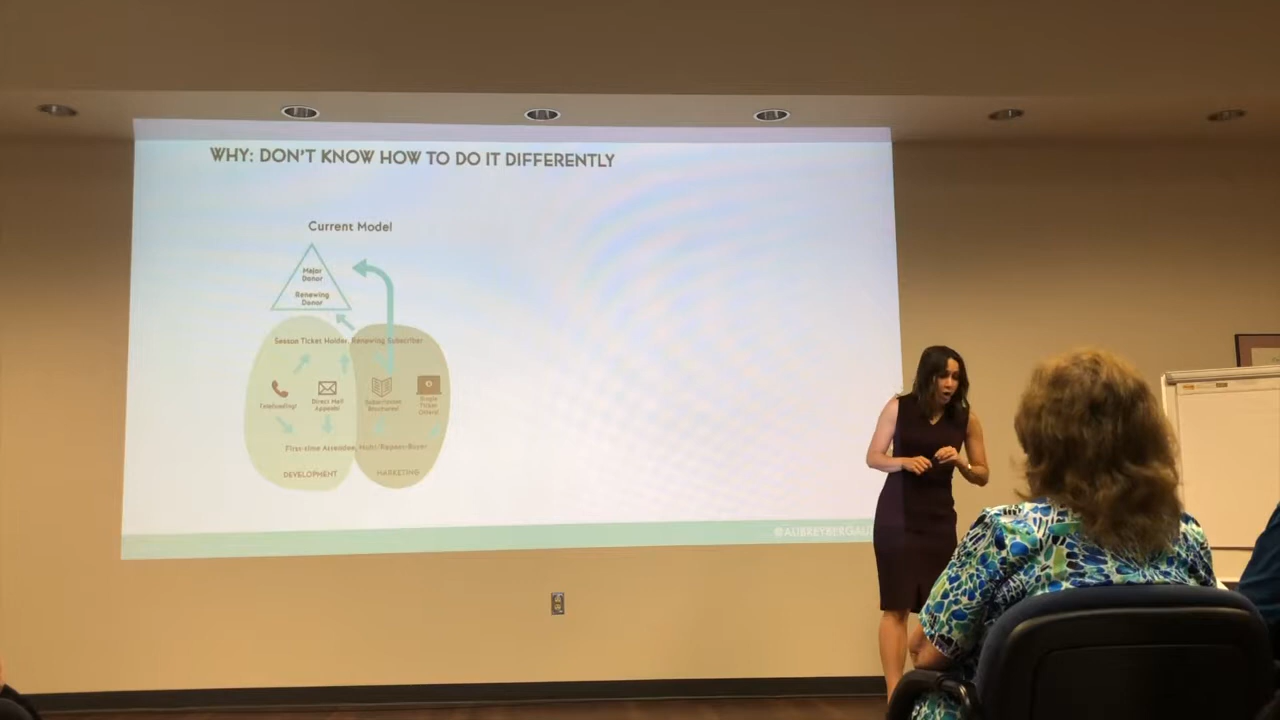 WHY: DON'T KNOW HOW TO DO IT DIFFERENTLY
Current Model
Major
Donor
Renewing
Donor
Season Ticket Holder, Renewing Subscriber
Telefunding
Direct Mail
Appeals
Subscription
Brochures
Single
Ticket
Offers
First-time Attendee, Multi/Repeat-Buyer
DEVELOPMENT
MARKETING